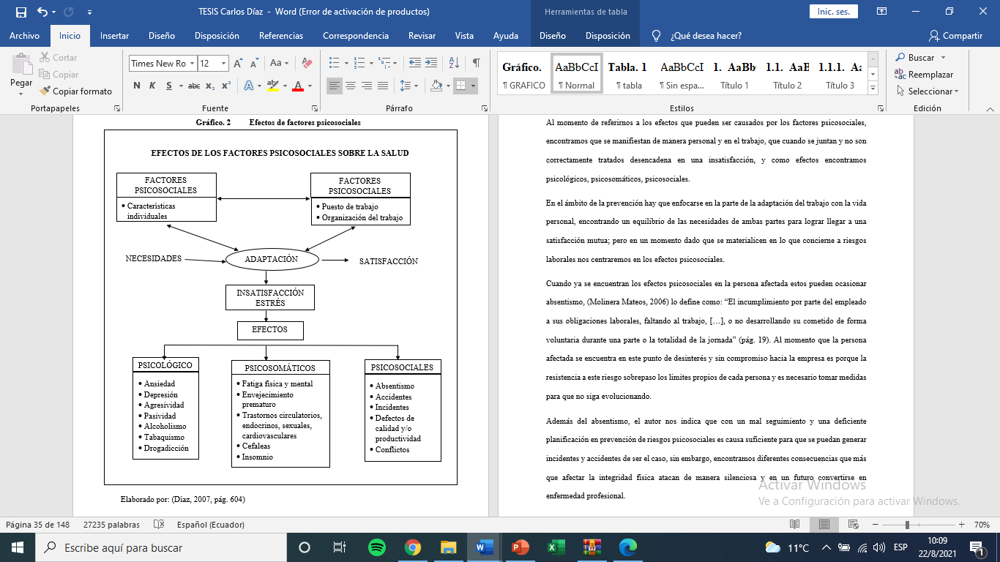 TESIS Carlos Díaz - Word (Error de activación de productos)
Herramientas de tabla
Inic. ses.
Archivo Inicio Insertar Diseño Disposición Referencias Correspondencia Revisar Vista Ayuda Diseño Disposición ¿Qué desea hacer? Compartir
Pegar
Cortar
Copiar
Copiar formato
Portapapeles
Times New Ro 12
N K S abc x₂ x²
Fuente
Párrafo
Gráfico. AaBbCcI Tabla. 1 AaBbCcI 1. AaBb 1.1. AaB 1.1.1. Aa
¶ GRAFICO ¶ Normal ¶ tabla ¶ Sin espa... Título 1 Título 2 Título 3
Estilos
Buscar
Reemplazar
Seleccionar
Edición
Gráfico. 2 Efectos de factores psicosociales
EFECTOS DE LOS FACTORES PSICOSOCIALES SOBRE LA SALUD
FACTORES
PSICOSOCIALES
• Características
individuales
FACTORES
PSICOSOCIALES
• Puesto de trabajo
• Organización del trabajo
NECESIDADES
ADAPTACIÓN
SATISFACCIÓN
INSATISFACCIÓN
ESTRÉS
EFECTOS
PSICOLÓGICO
• Ansiedad
• Depresión
• Agresividad
• Pasividad
• Alcoholismo
• Tabaquismo
• Drogadicción
PSICOSOMÁTICOS
• Fatiga física y mental
• Envejecimiento
prematuro
• Trastornos circulatorios,
endocrinos, sexuales,
cardiovasculares
• Cefaleas
• Insomnio
PSICOSOCIALES
• Absentismo
• Accidentes
• Incidentes
• Defectos de
calidad y/o
productividad
• Conflictos
Elaborado por: (Diaz, 2007, pág. 604)
Al momento de referirnos a los efectos que pueden ser causados por los factores psicosociales,
encontramos que se manifiestan de manera personal y en el trabajo, que cuando se juntan y no son
correctamente tratados desencadena en una insatisfacción, y como efectos encontramos
psicológicos, psicosomáticos, psicosociales.
En el ámbito de la prevención hay que enfocarse en la parte de la adaptación del trabajo con la vida
personal, encontrando un equilibrio de las necesidades de ambas partes para lograr llegar a una
satisfacción mutua; pero en un momento dado que se materialicen en lo que concierne a riesgos
laborales nos centraremos en los efectos psicosociales.
Cuando ya se encuentran los efectos psicosociales en la persona afectada estos pueden ocasionar
absentismo, (Molinera Mateos, 2006) lo define como: “El incumplimiento por parte del empleado
a sus obligaciones laborales, faltando al trabajo, […], o no desarrollando su cometido de forma
voluntaria durante una parte o la totalidad de la jornada” (pág. 19). Al momento que la persona
afectada se encuentra en este punto de desinterés y sin compromiso hacia la empresa es porque la
resistencia a este riesgo sobrepaso los limites propios de cada persona y es necesario tomar medidas
para que no siga evolucionando.
Además del absentismo, el autor nos indica que con un mal seguimiento y una deficiente
planificación en prevención de riesgos psicosociales es causa suficiente para que se puedan generar
incidentes y accidentes de ser el caso, sin embargo, encontramos diferentes consecuencias que más
que afectar la integridad física atacan de manera silenciosa y en un futuro convertirse en
enfermedad profesional.
Activar Windows
Ve a Configuración para activar Windows.
Página 35 de 148 27235 palabras Español (Ecuador) 70%
Escribe aquí para buscar
11°C ESP
10:09
22/8/2021